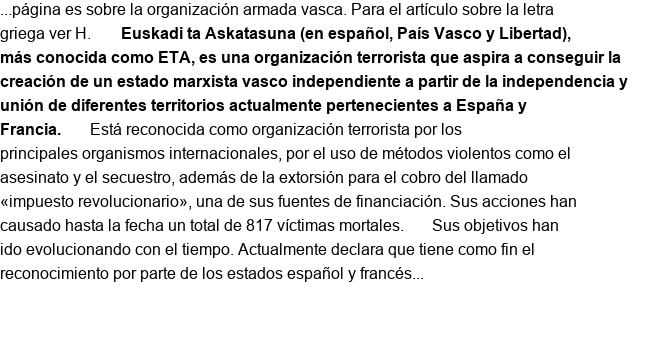 ...página es sobre la organización armada vasca. Para el artículo sobre la letra
griega ver Η. Euskadi ta Askatasuna (en español, País Vasco y Libertad),
más conocida como ETA, es una organización terrorista que aspira a conseguir la
creación de un estado marxista vasco independiente a partir de la independencia y
unión de diferentes territorios actualmente pertenecientes a España y
Francia. Está reconocida como organización terrorista por los
principales organismos internacionales, por el uso de métodos violentos como el
asesinato y el secuestro, además de la extorsión para el cobro del llamado
«impuesto revolucionario», una de sus fuentes de financiación. Sus acciones han
causado hasta la fecha un total de 817 víctimas mortales. Sus objetivos han
ido evolucionando con el tiempo. Actualmente declara que tiene como fin el
reconocimiento por parte de los estados español y francés...